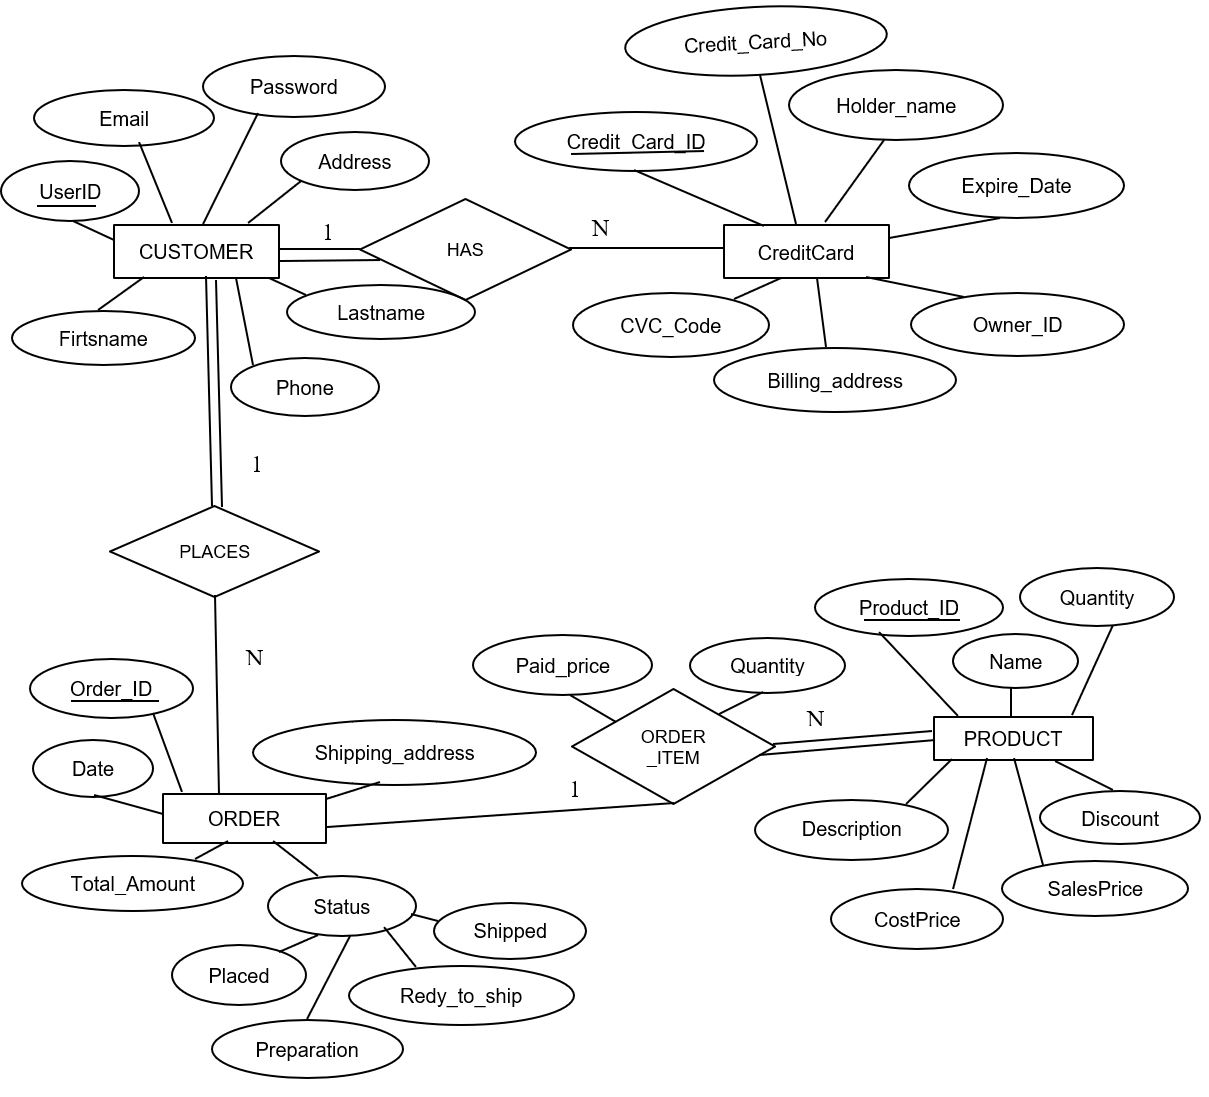 Credit_Card_No
Password
Holder_name
Email
Credit_Card_ID
Address
UserID
Expire_Date
1
N
CUSTOMER
HAS
CreditCard
Lastname
CVC_Code
Owner_ID
Firtsname
Billing_address
Phone
1
PLACES
Product_ID
Quantity
N
Paid_price
Quantity
Name
Order_ID
N
ORDER
_ITEM
PRODUCT
Shipping_address
Date
1
ORDER
Description
Discount
Total_Amount
SalesPrice
Status
CostPrice
Shipped
Placed
Redy_to_ship
Preparation